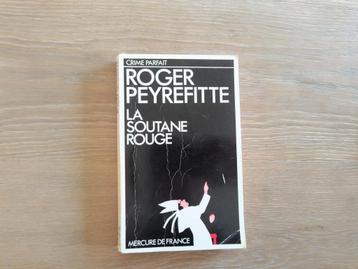 CRIME PARFAIT
ROGER
PEYREFITTE
LA
SOUTANE
ROUGE
MERCURE DE FRANCE